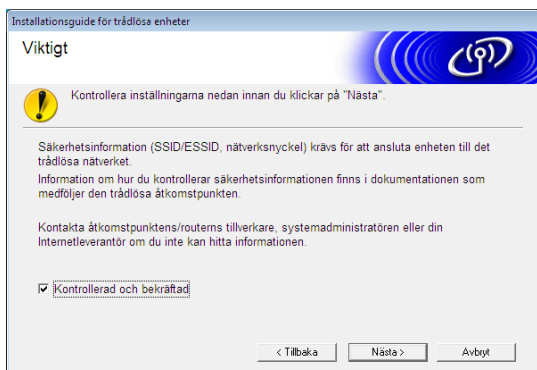 Installationsguide för trådlösa enheter
Viktigt
Kontrollera inställningarna nedan innan du klickar på "Nästa".
Säkerhetsinformation (SSID/ESSID, nätverksnyckel) krävs för att ansluta enheten till det
trådlösa nätverket.
Information om hur du kontrollerar säkerhetsinformationen finns i dokumentationen som
medföljer den trådlösa åtkomstpunkten.
Kontakta åtkomstpunktens/routerns tillverkare, systemadministratören eller din
Internetleverantör om du inte kan hitta informationen.
Kontrollerad och bekräftad
< Tillbaka
Nästa >
Avbryt